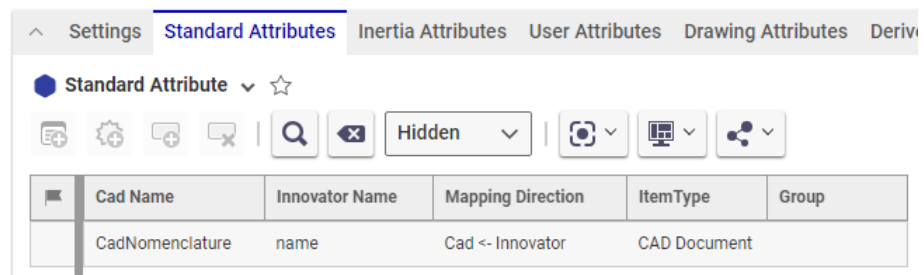 Settings Standard Attributes Inertia Attributes User Attributes Drawing Attributes Derive
Standard Attribute
Hidden
Cad Name Innovator Name Mapping Direction ItemType Group
CadNomenclature name Cad <- Innovator CAD Document